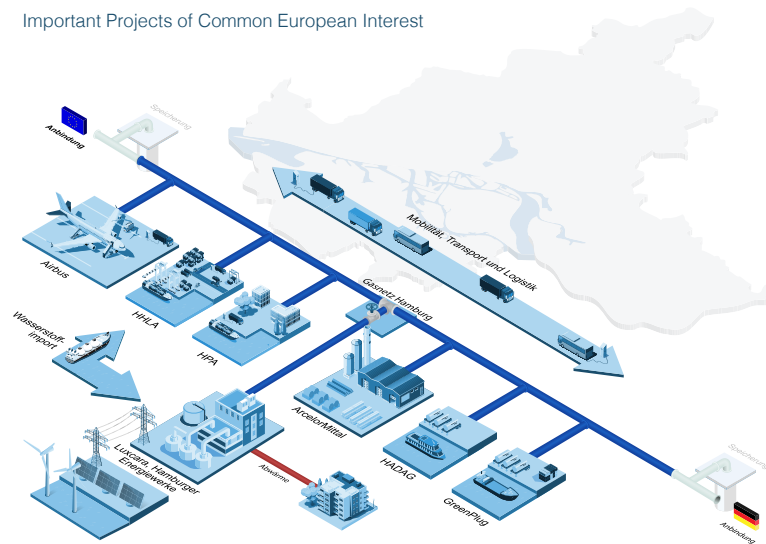 Important Projects of Common European Interest
Speicherung
Anbindung
Mobilität, Transport und Logistik
Airbus
Gasnetz Hamburg
HHLA
Wasserstoff-
import
HPA
ArcelorMittal
Luxcara, Hamburger
Energiewerke
HADAG
Abwärme
GreenPlug
Speicherung
Anbindung